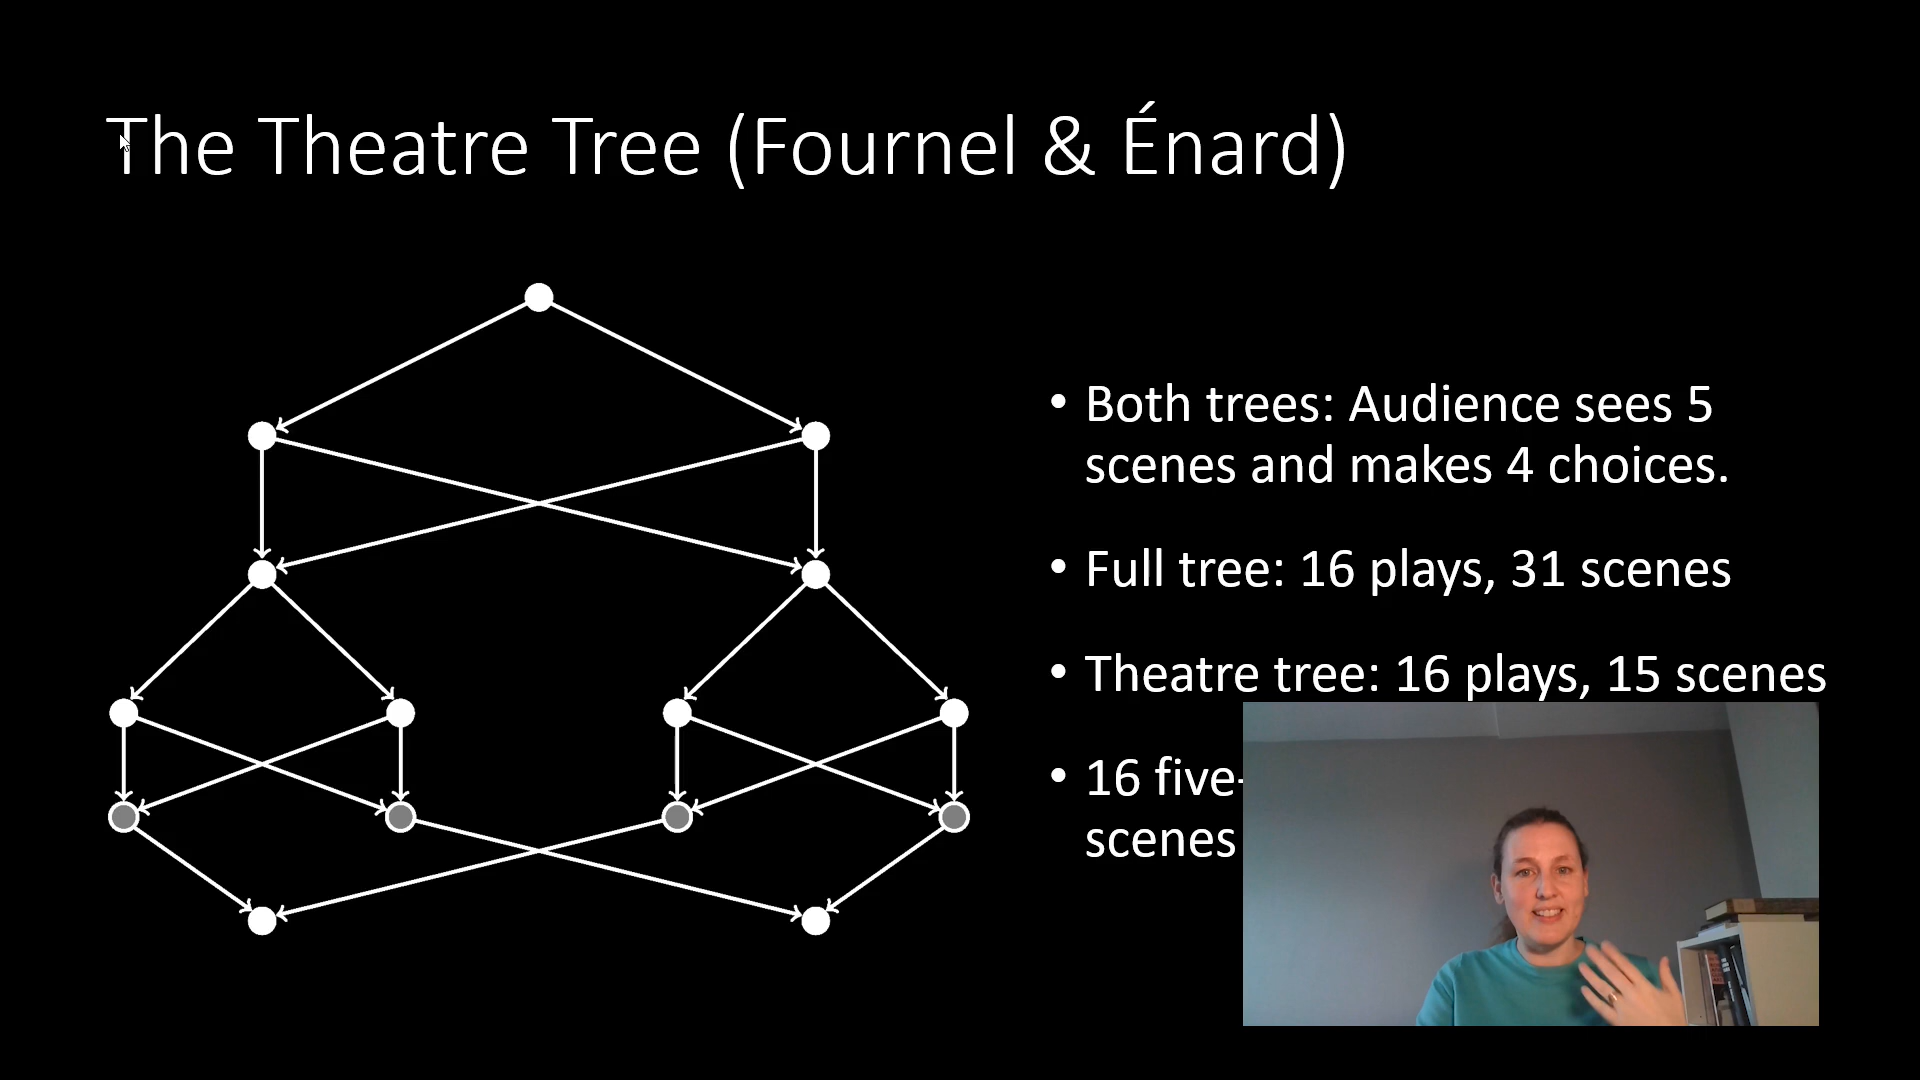 The Theatre Tree (Fournel & Énard)
• Both trees: Audience sees 5
scenes and makes 4 choices.
• Full tree: 16 plays, 31 scenes
• Theatre tree: 16 plays, 15 scenes
• 16 five-
scenes